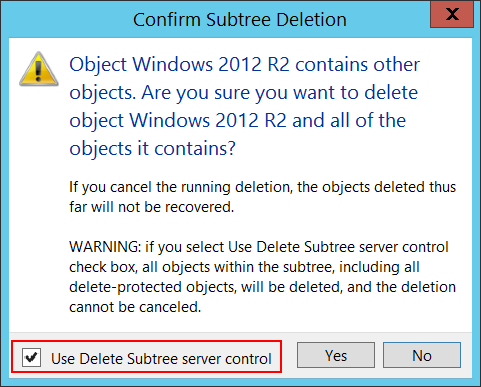 Confirm Subtree Deletion
X
Object Windows 2012 R2 contains other
objects. Are you sure you want to delete
object Windows 2012 R2 and all of the
objects it contains?
If you cancel the running deletion, the objects deleted thus
far will not be recovered.
WARNING: if you select Use Delete Subtree server control
check box, all objects within the subtree, including all
delete-protected objects, will be deleted, and the deletion
cannot be canceled.
Use Delete Subtree server control
Yes
No